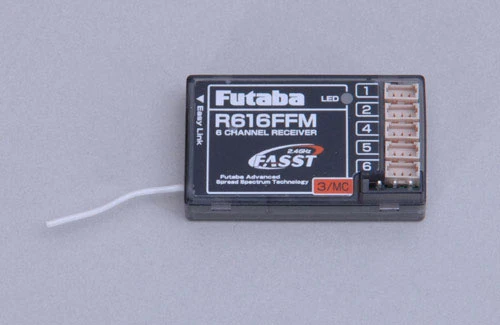 Futaba
LED
R616FFM
6 CHANNEL RECEIVER
2.4GHz
FASST
Futaba Advanced
Spread Spectrum Technology
◀ Easy Link
1
2
4
5
6
3/MC